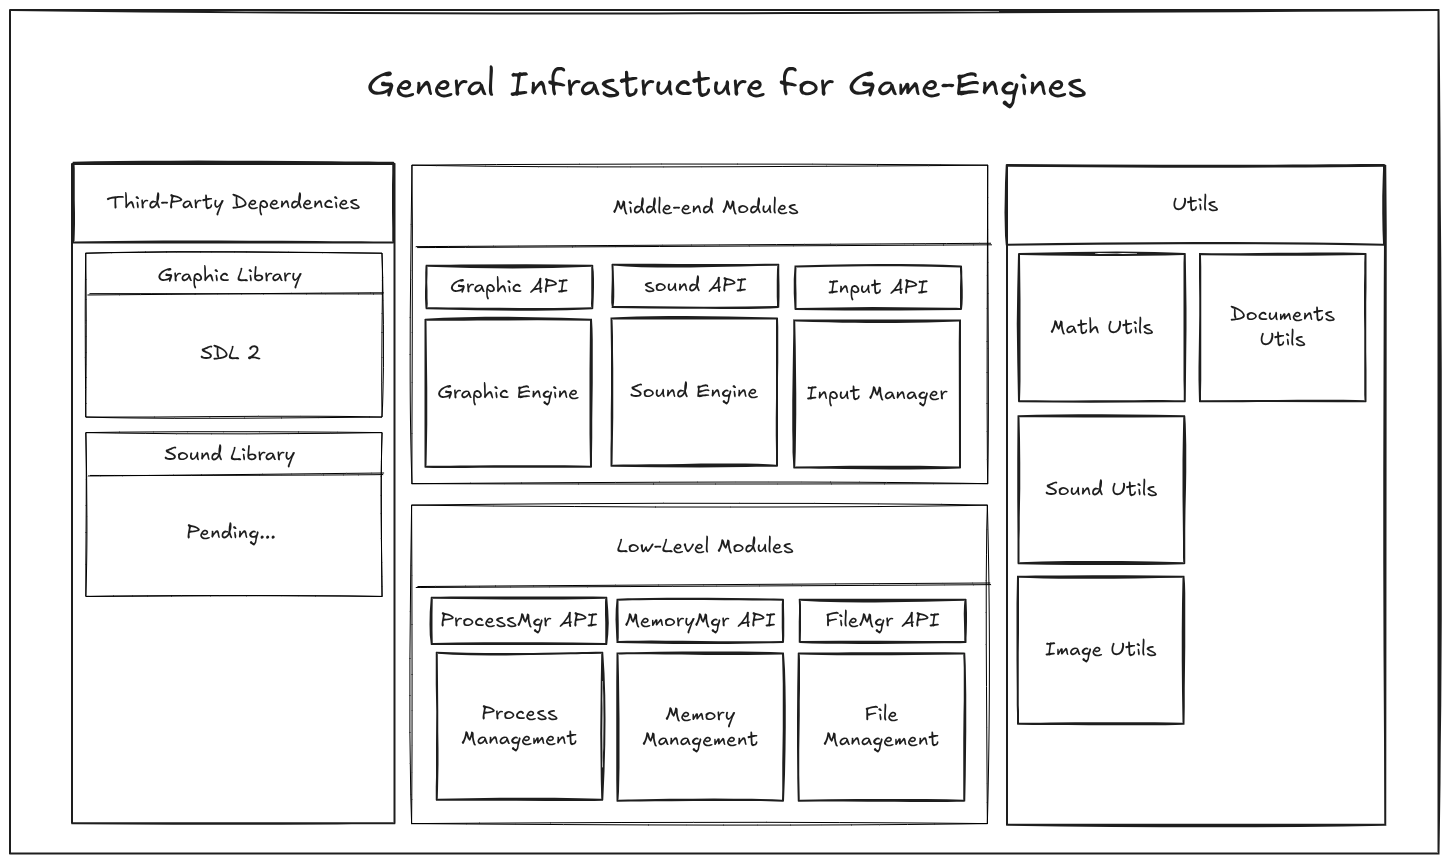 General Infrastructure for Game-Engines
Third-Party Dependencies
Graphic Library
SDL 2
Sound Library
Pending...
Middle-end Modules
Graphic API
sound API
Input API
Graphic Engine
Sound Engine
Input Manager
Low-Level Modules
ProcessMgr API
MemoryMgr API
FileMgr API
Process
Management
Memory
Management
File
Management
Utils
Math Utils
Documents
Utils
Sound Utils
Image Utils